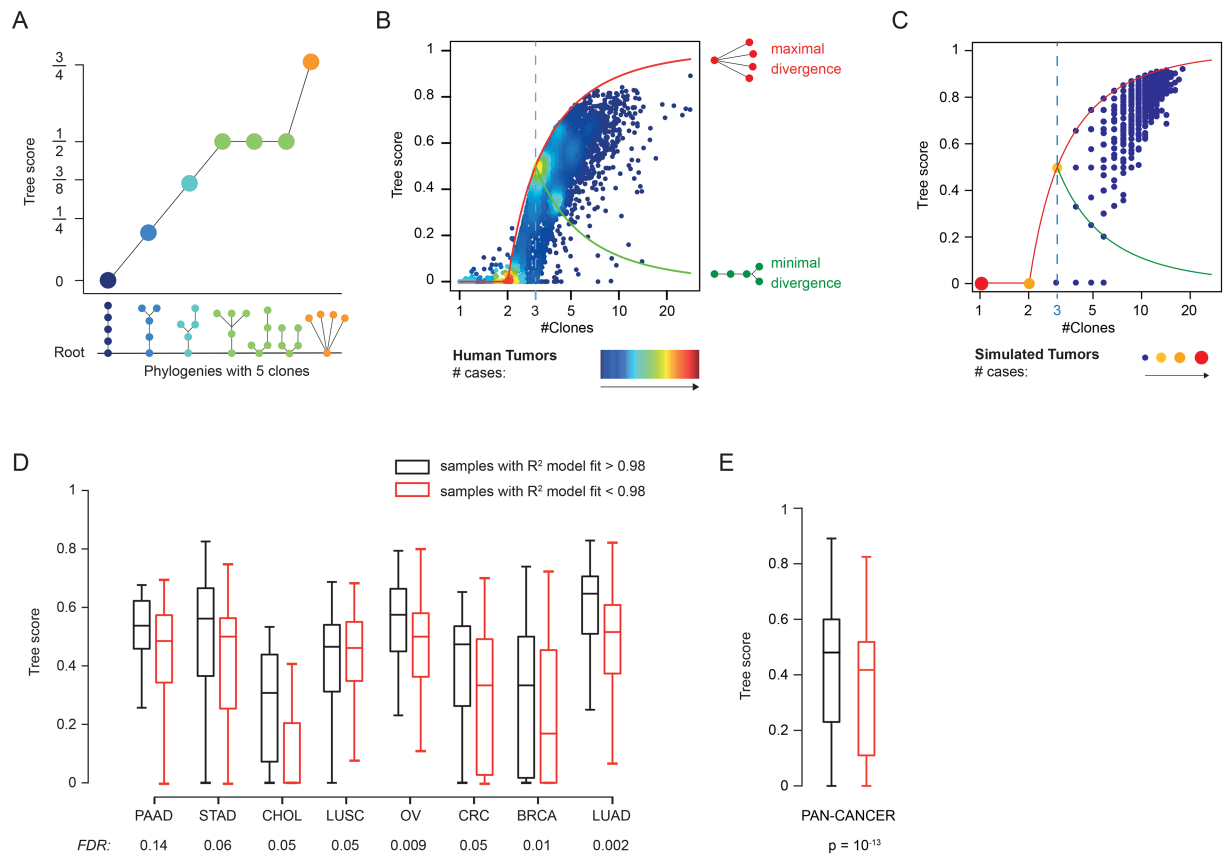 A
3
4
1
2
3
8
1
4
0
Tree score
Root
Phylogenies with 5 clones
B
1
0.8
0.6
0.4
0.2
0
Tree score
1 2 3 5 10 20
#Clones
maximal
divergence
minimal
divergence
Human Tumors
# cases:
C
1
0.8
0.6
0.4
0.2
0
Tree score
1 2 3 5 10 20
#Clones
Simulated Tumors
# cases:
D
samples with R² model fit > 0.98
samples with R² model fit < 0.98
1
0.8
0.6
0.4
0.2
0
Tree score
PAAD STAD CHOL LUSC OV CRC BRCA LUAD
FDR: 0.14 0.06 0.05 0.05 0.009 0.05 0.01 0.002
E
1
0.8
0.6
0.4
0.2
0
Tree score
PAN-CANCER
p = 10⁻¹³